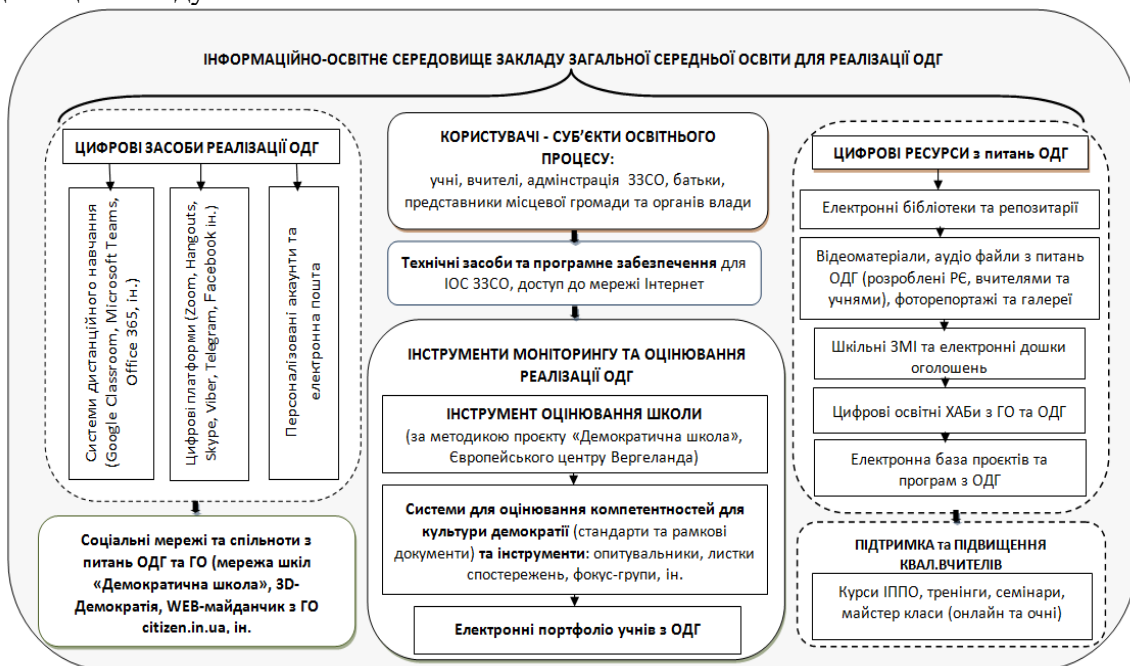 ІНФОРМАЦІЙНО-ОСВІТНЄ СЕРЕДОВИЩЕ ЗАКЛАДУ ЗАГАЛЬНОЇ СЕРЕДНЬОЇ ОСВІТИ ДЛЯ РЕАЛІЗАЦІЇ ОДГ
ЦИФРОВІ ЗАСОБИ РЕАЛІЗАЦІЇ ОДГ
Системи дистанційного навчання
(Google Classroom, Microsoft Teams,
Office 365, ін.)
Цифрові платформи (Zoom, Hangouts,
Skype, Viber, Telegram, Facebook ін.)
Персоналізовані акаунти та
електронна пошта
Соціальні мережі та спільноти з
питань ОДГ та ГО (мережа шкіл
«Демократична школа», 3D-
Демократія, WEB-майданчик з ГО
citizen.in.ua, ін.
КОРИСТУВАЧІ - СУБ’ЄКТИ ОСВІТНЬОГО
ПРОЦЕСУ:
учні, вчителі, адмінстрація ЗЗСО, батьки,
представники місцевої громади та органів влади
Технічні засоби та програмне забезпечення для
ІОС ЗЗСО, доступ до мережі Інтернет
ІНСТРУМЕНТИ МОНІТОРИНГУ ТА ОЦІНЮВАННЯ
РЕАЛІЗАЦІЇ ОДГ
ІНСТРУМЕНТ ОЦІНЮВАННЯ ШКОЛИ
(за методикою проєкту «Демократична школа»,
Європейського центру Вергеланда)
Системи для оцінювання компетентностей для
культури демократії (стандарти та рамкові
документи) та інструменти: опитувальники, листки
спостережень, фокус-групи, ін.
Електронні портфоліо учнів з ОДГ
ЦИФРОВІ РЕСУРСИ з питань ОДГ
Електронні бібліотеки та репозитарії
Відеоматеріали, аудіо файли з питань
ОДГ (розроблені РЄ, вчителями та
учнями), фоторепортажі та галереї
Шкільні ЗМІ та електронні дошки
оголошень
Цифрові освітні ХАБи з ГО та ОДГ
Електронна база проєктів та
програм з ОДГ
ПІДТРИМКА та ПІДВИЩЕННЯ
КВАЛ.ВЧИТЕЛІВ
Курси ІППО, тренінги, семінари,
майстер класи (онлайн та очні)